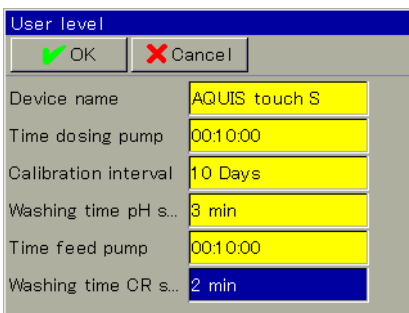 User level
OK Cancel
Device name AQUIS touch S
Time dosing pump 00:10:00
Calibration interval 10 Days
Washing time pH s... 3 min
Time feed pump 00:10:00
Washing time CR s... 2 min